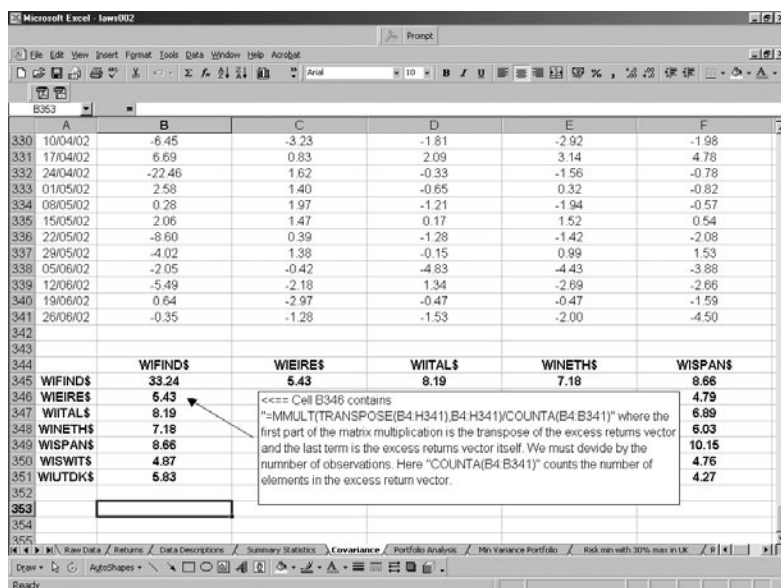 Microsoft Excel - laws002
Prompt
File Edit View Insert Format Tools Data Window Help Acrobat
Arial 10 B I U
B353 =
A B C D E F
330 10/04/02 -6.45 -3.23 -1.81 -2.92 -1.98
331 17/04/02 6.69 0.83 2.09 3.14 4.78
332 24/04/02 -22.46 1.62 -0.33 -1.56 -0.78
333 01/05/02 2.58 1.40 -0.65 0.32 -0.82
334 08/05/02 0.28 1.97 -1.21 -1.94 -0.57
335 15/05/02 2.06 1.47 0.17 1.52 0.54
336 22/05/02 -8.60 0.39 -1.28 -1.42 -2.08
337 29/05/02 -4.02 1.38 -0.15 0.99 1.53
338 05/06/02 -2.05 -0.42 -4.83 -4.43 -3.88
339 12/06/02 -5.49 -2.18 1.34 -2.69 -2.66
340 19/06/02 0.64 -2.97 -0.47 -0.47 -1.59
341 26/06/02 -0.35 -1.28 -1.53 -2.00 -4.50
342
343
344 WIFIND$ WIEIRE$ WIITAL$ WINETH$ WISPAN$
345 WIFIND$ 33.24 5.43 8.19 7.18 8.66
346 WIEIRE$ 5.43 4.79
347 WIITAL$ 8.19 6.89
348 WINETH$ 7.18 6.03
349 WISPAN$ 8.66 10.15
350 WISWIT$ 4.87 4.76
351 WIUTDK$ 5.83 4.27
<<== Cell B346 contains
"=MMULT(TRANSPOSE(B4:H341),B4:H341)/COUNTA(B4:B341)" where the
first part of the matrix multiplication is the transpose of the excess returns vector
and the last term is the excess returns vector itself. We must devide by the
numnber of observations. Here "COUNTA(B4:B341)" counts the number of
elements in the excess return vector.
352
353
354
355
Raw Data / Returns / Data Descriptions / Summary Statistics \ Covariance / Portfolio Analysis / Min Variance Portfolio / Risk min with 30% max in UK / R
Draw AutoShapes
Ready